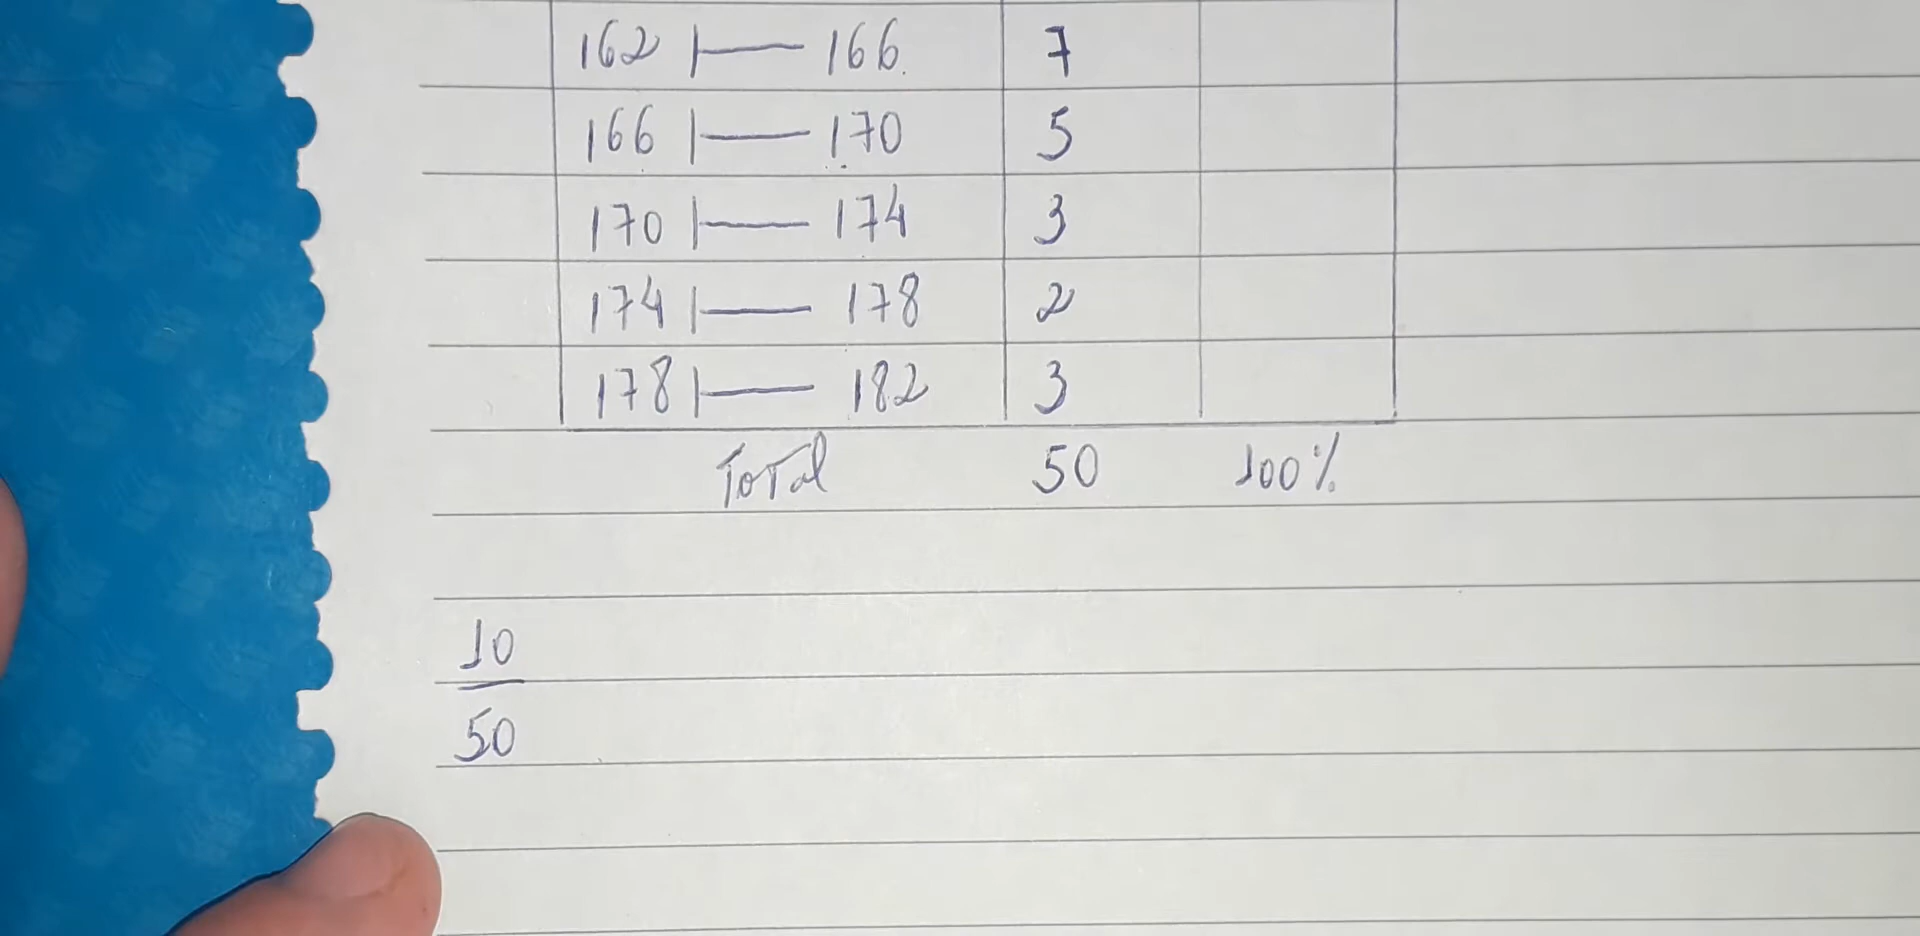 162 |—— 166 7
166 |—— 170 5
170 |—— 174 3
174 |—— 178 2
178 |—— 182 3
Total 50 100%
10
50